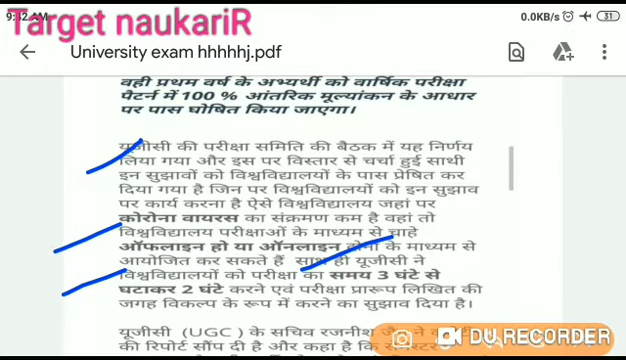 9:42 AM
Target naukariR
0.0KB/s
31
University exam hhhhhj.pdf
वही प्रथम वर्ष के अभ्यर्थी को वार्षिक परीक्षा
पैटर्न में 100 % आंतरिक मूल्यांकन के आधार
पर पास घोषित किया जाएगा।
यूजीसी की परीक्षा समिति की बैठक में यह निर्णय
लिया गया और इस पर विस्तार से चर्चा हुई साथी
इन सुझावों को विश्वविद्यालयों के पास प्रेषित कर
दिया गया है जिन पर विश्वविद्यालयों को इन सुझाव
पर कार्य करना है ऐसे विश्वविद्यालय जहां पर
कोरोना वायरस का संक्रमण कम है वहां तो
विश्वविद्यालय परीक्षाओं के माध्यम से चाहे
ऑफलाइन हो या ऑनलाइन दोनों के माध्यम से
आयोजित कर सकते हैं साथ ही यूजीसी ने
विश्वविद्यालयों को परीक्षा का समय 3 घंटे से
घटाकर 2 घंटे करने एवं परीक्षा प्रारूप लिखित की
जगह विकल्प के रूप में करने का सुझाव दिया है।
यूजीसी (UGC) के सचिव रजनीश
की रिपोर्ट सौंप दी है और कहा है कि
DU RECORDER